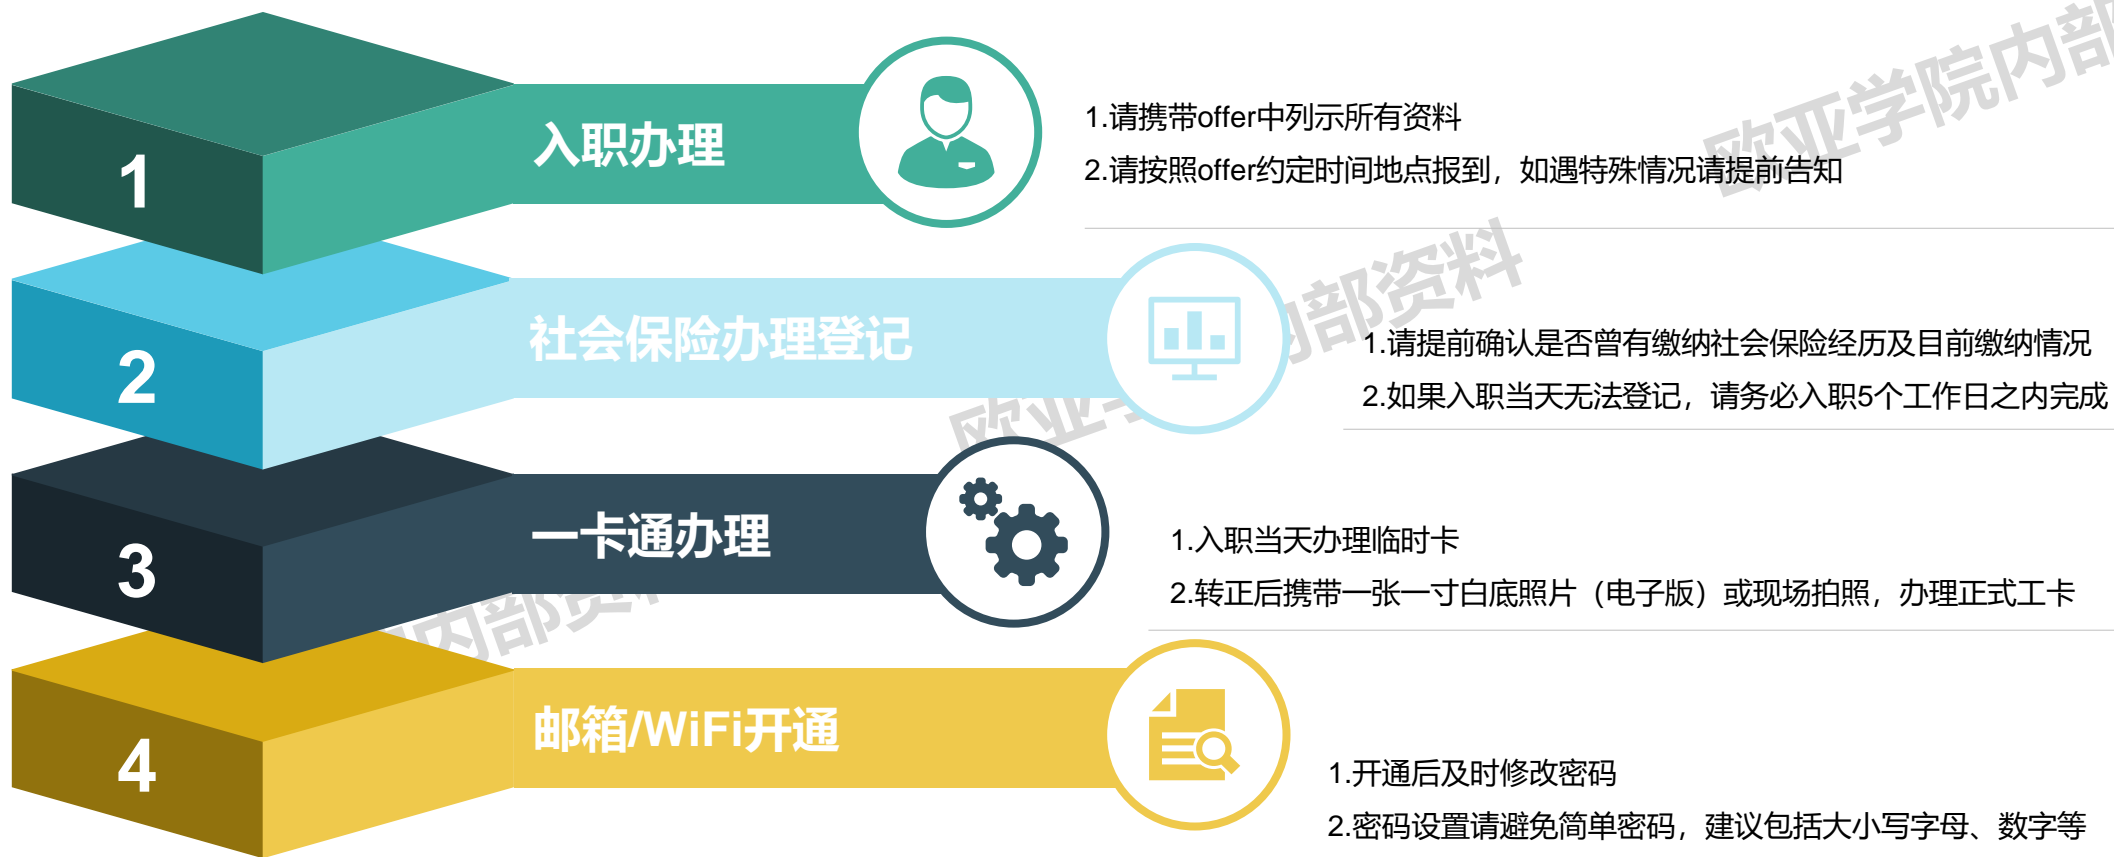 欧亚学院内部
1
入职办理
1.请携带offer中列示所有资料
2.请按照offer约定时间地点报到，如遇特殊情况请提前告知
内部资料
2
社会保险办理登记
1.请提前确认是否曾有缴纳社会保险经历及目前缴纳情况
2.如果入职当天无法登记，请务必入职5个工作日之内完成
欧亚学
3
一卡通办理
1.入职当天办理临时卡
2.转正后携带一张一寸白底照片（电子版）或现场拍照，办理正式工卡
内部资料
4
邮箱/WiFi开通
1.开通后及时修改密码
2.密码设置请避免简单密码，建议包括大小写字母、数字等